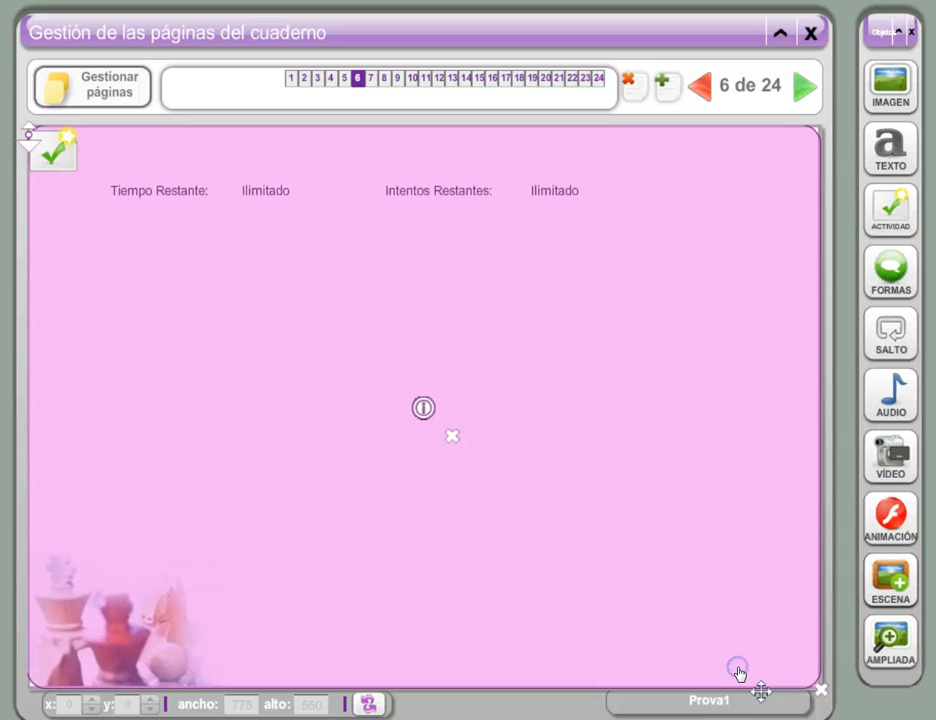 Gestión de las páginas del cuaderno
Gestionar páginas
1 2 3 4 5 6 7 8 9 10 11 12 13 14 15 16 17 18 19 20 21 22 23 24
6 de 24
Tiempo Restante: Ilimitado Intentos Restantes: Ilimitado
x: 0 y: 0 ancho: 775 alto: 550
Prova1
IMAGEN
a
TEXTO
ACTIVIDAD
FORMAS
SALTO
AUDIO
VÍDEO
ANIMACIÓN
ESCENA
AMPLIADA